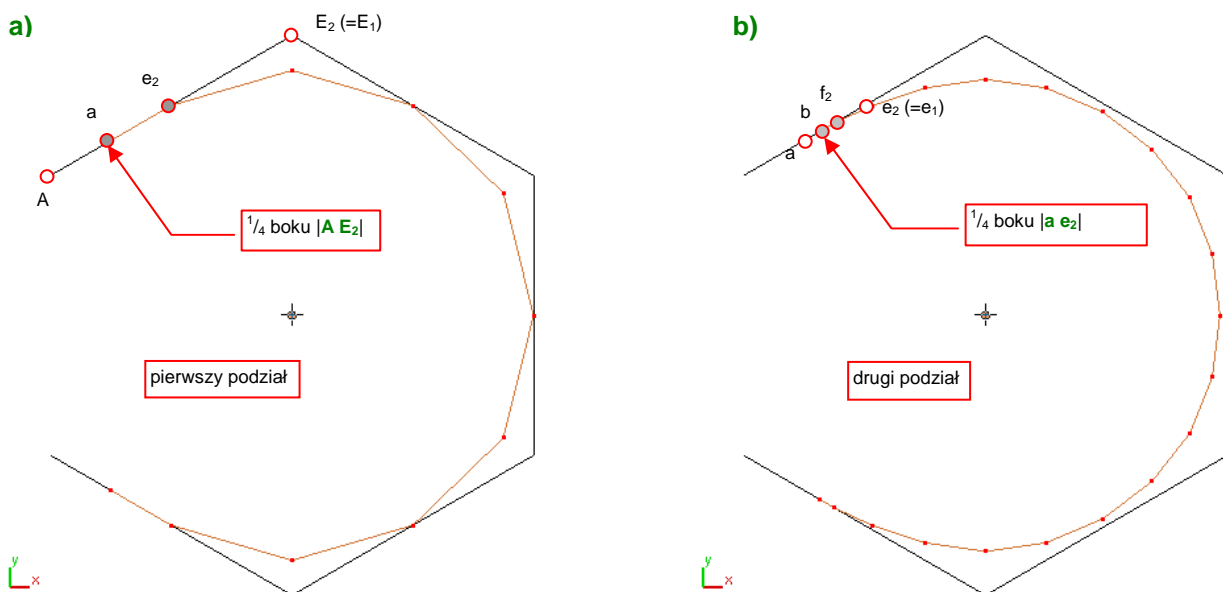 a)
E₂ (=E₁)
e₂
a
A
¹/₄ boku |A E₂|
pierwszy podział
y
x
b)
f₂
b
e₂ (=e₁)
a
¹/₄ boku |a e₂|
drugi podział
y
x